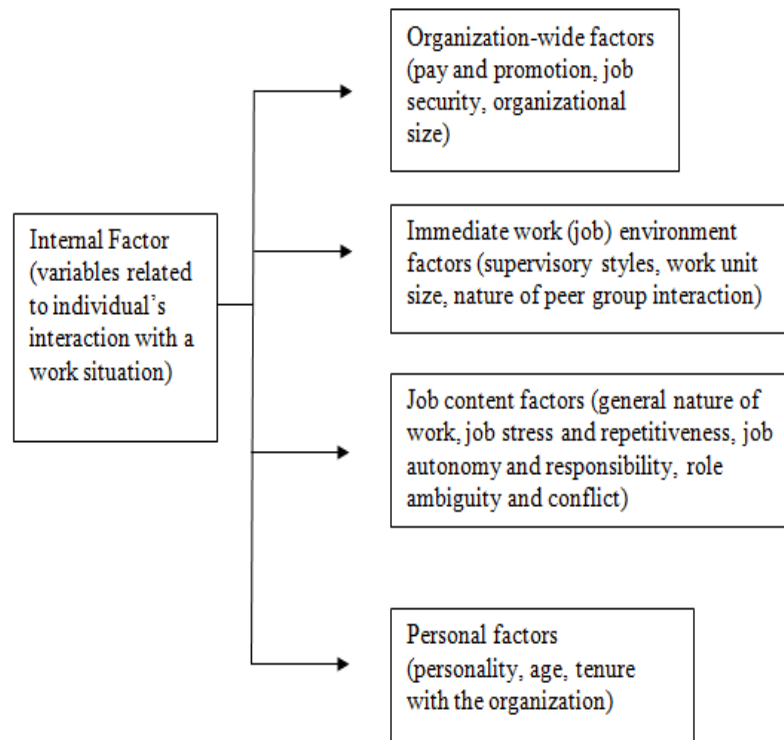 Organization-wide factors
(pay and promotion, job
security, organizational
size)
Internal Factor
(variables related
to individual’s
interaction with a
work situation)
Immediate work (job) environment
factors (supervisory styles, work unit
size, nature of peer group interaction)
Job content factors (general nature of
work, job stress and repetitiveness, job
autonomy and responsibility, role
ambiguity and conflict)
Personal factors
(personality, age, tenure
with the organization)